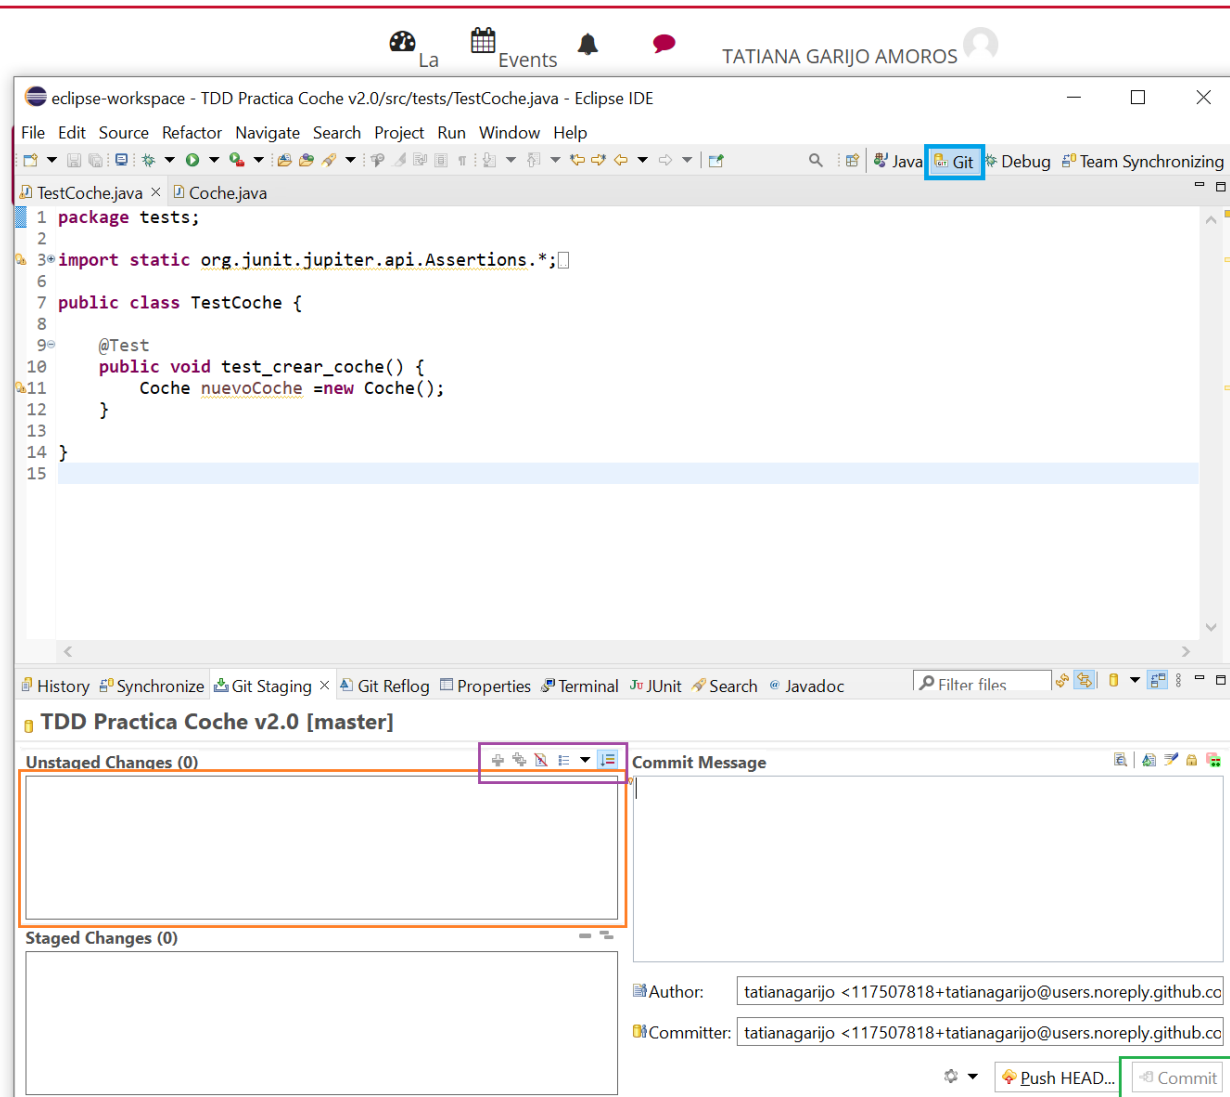 La Events TATIANA GARIJO AMOROS
eclipse-workspace - TDD Practica Coche v2.0/src/tests/TestCoche.java - Eclipse IDE
File Edit Source Refactor Navigate Search Project Run Window Help
Java Git Debug Team Synchronizing
TestCoche.java Coche.java
1 package tests;
2
3 import static org.junit.jupiter.api.Assertions.*;
6
7 public class TestCoche {
8
9 @Test
10 public void test_crear_coche() {
11 Coche nuevoCoche =new Coche();
12 }
13
14 }
15
History Synchronize Git Staging Git Reflog Properties Terminal JUnit Search Javadoc Filter files
TDD Practica Coche v2.0 [master]
Unstaged Changes (0)
Commit Message
Staged Changes (0)
Author: tatianagarijo <117507818+tatianagarijo@users.noreply.github.co
Committer: tatianagarijo <117507818+tatianagarijo@users.noreply.github.co
Push HEAD... Commit